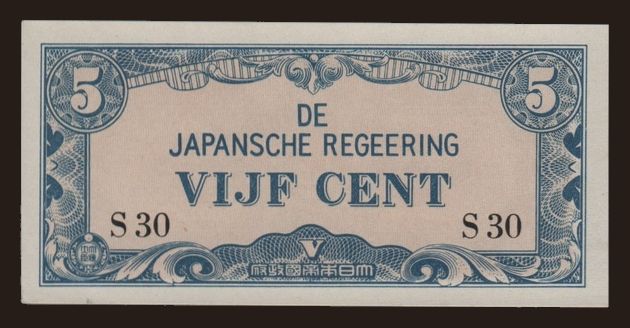 5 5
DE
JAPANSCHE REGEERING
VIJF CENT
S 30 S 30
V
府政國帝本日大